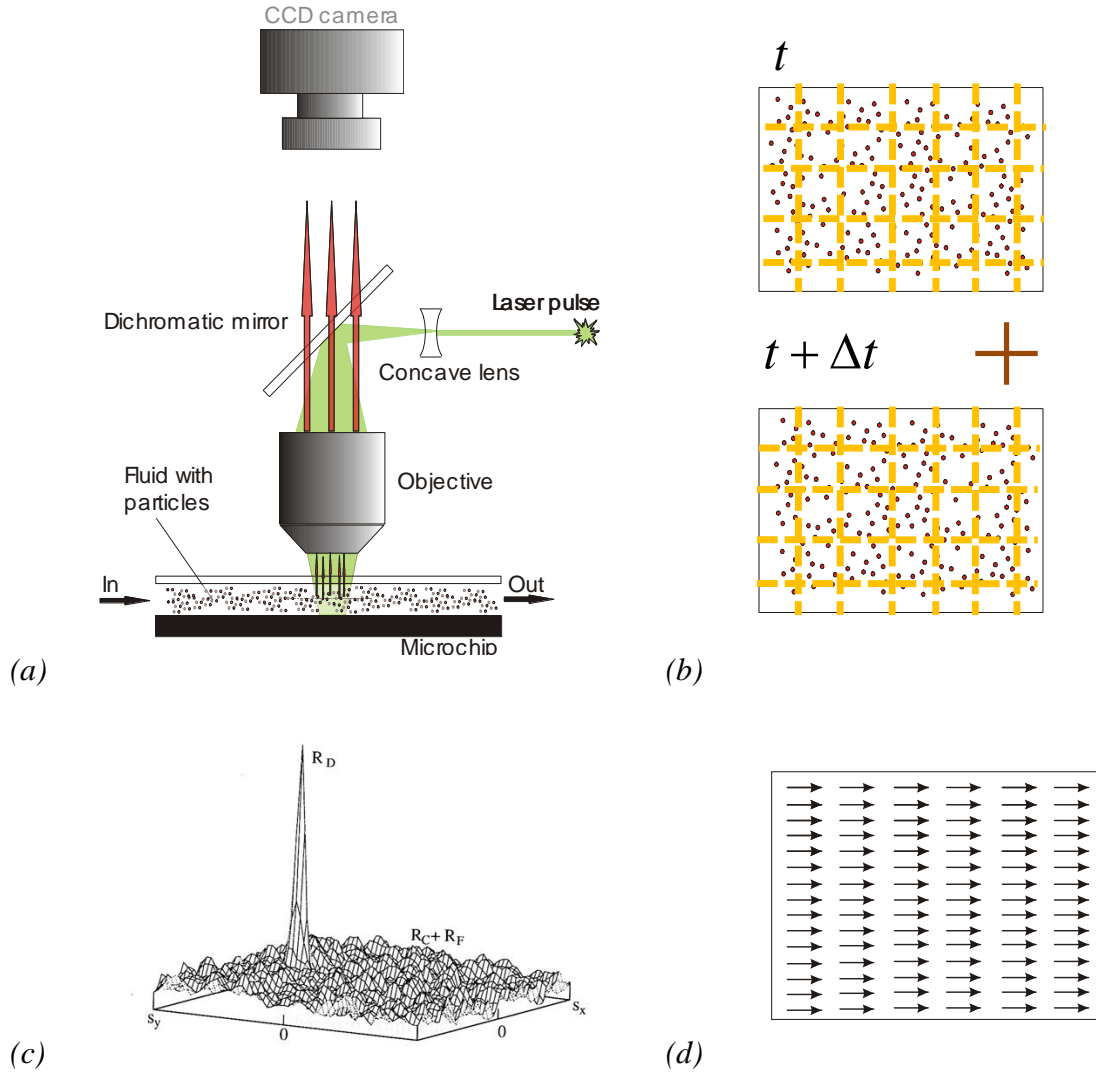 CCD camera
Dichromatic mirror
Laser pulse
Concave lens
Objective
Fluid with
particles
In
Out
Microchip
(a)
t
t + Δt
(b)
R_D
R_C + R_F
s_y
0
0
s_x
(c)
(d)